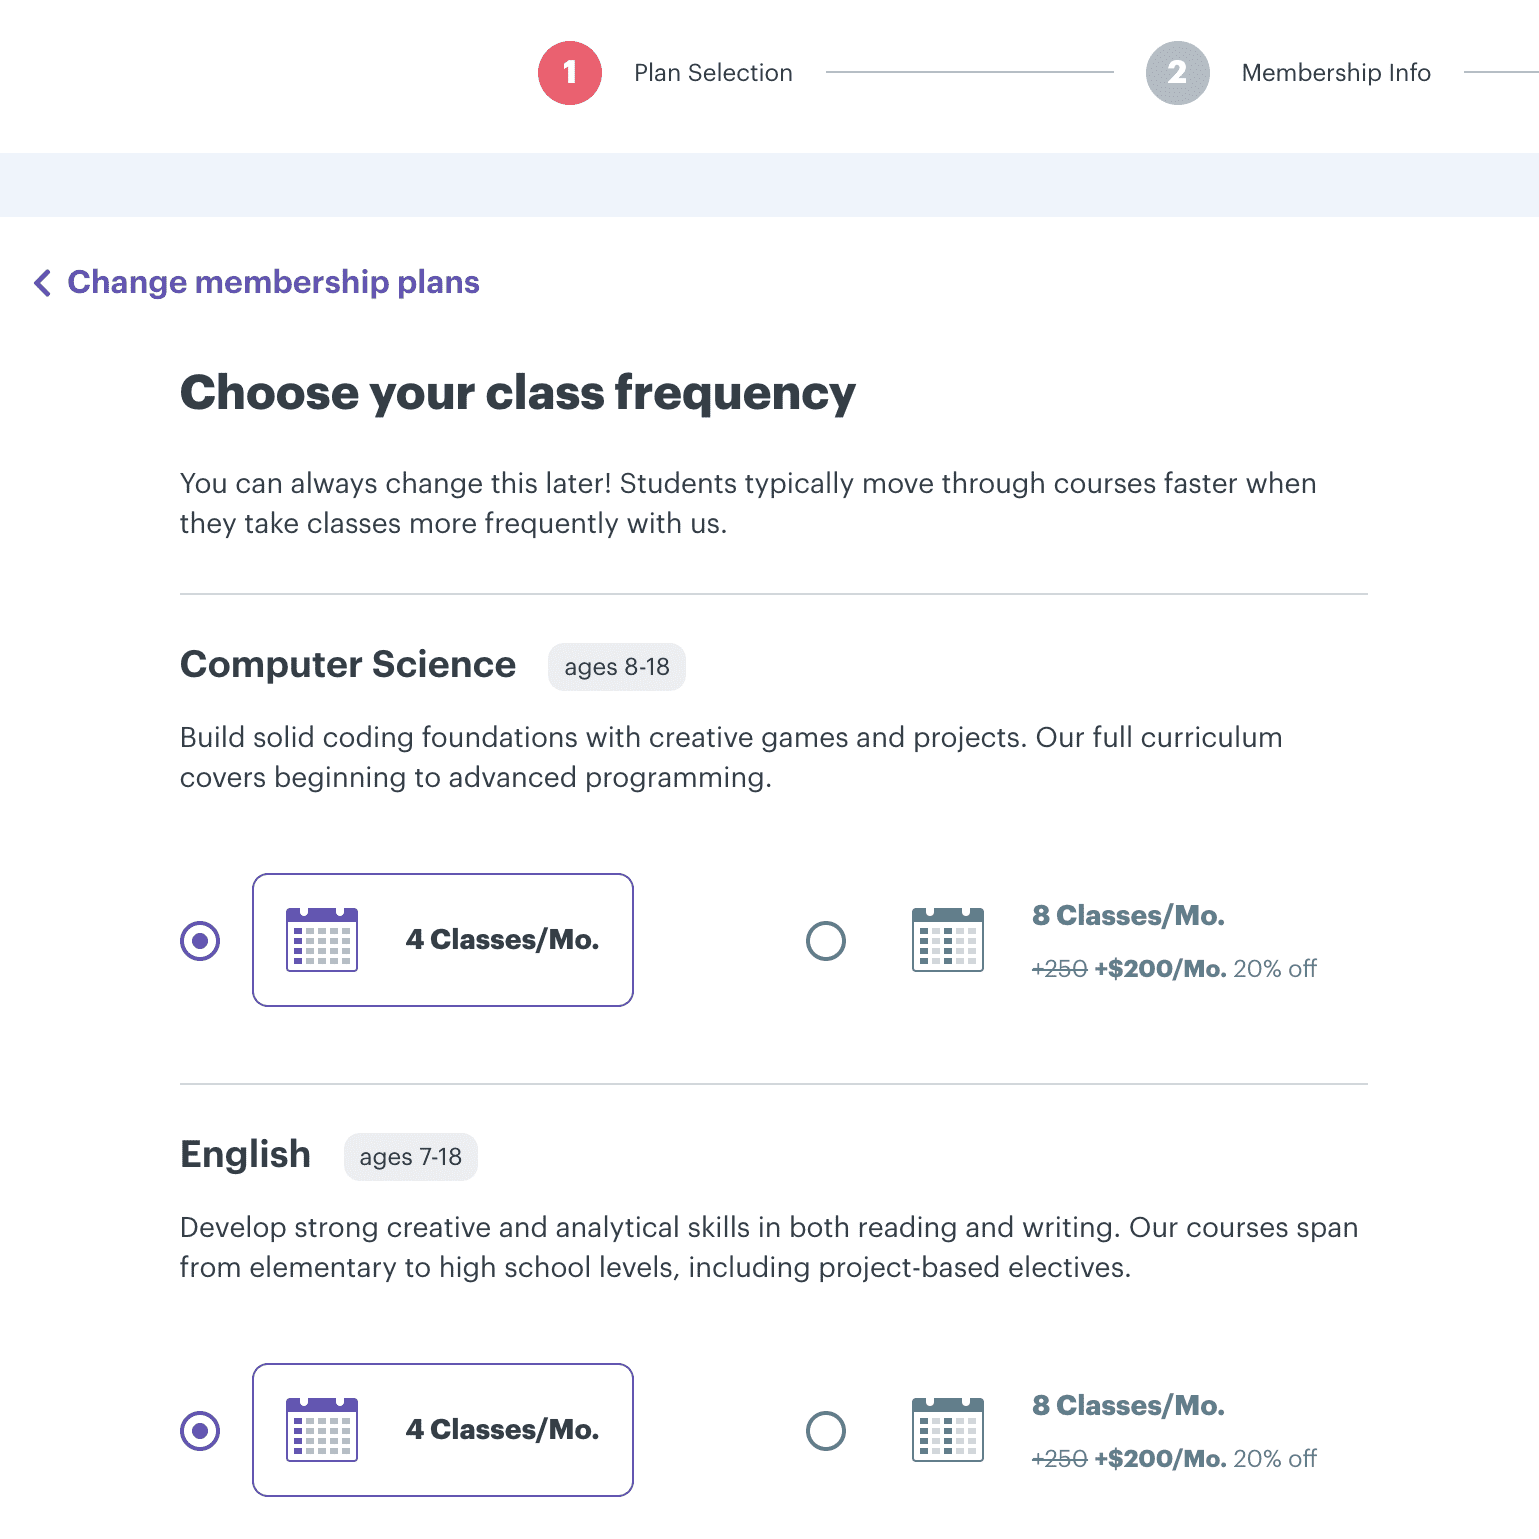 1 Plan Selection 2 Membership Info
Change membership plans
Choose your class frequency
You can always change this later! Students typically move through courses faster when
they take classes more frequently with us.
Computer Science ages 8-18
Build solid coding foundations with creative games and projects. Our full curriculum
covers beginning to advanced programming.
4 Classes/Mo.
8 Classes/Mo.
+250 +$200/Mo. 20% off
English ages 7-18
Develop strong creative and analytical skills in both reading and writing. Our courses span
from elementary to high school levels, including project-based electives.
4 Classes/Mo.
8 Classes/Mo.
+250 +$200/Mo. 20% off